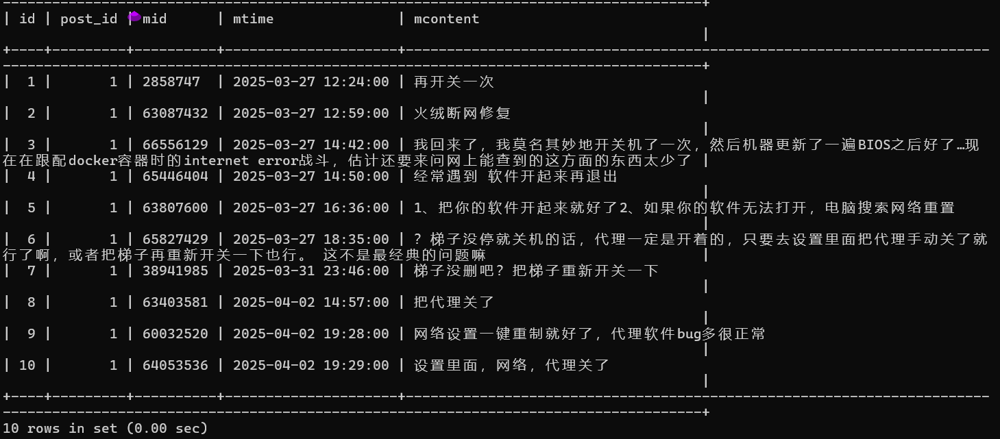 | id | post_id | mid | mtime | mcontent |
| 1 | 1 | 2858747 | 2025-03-27 12:24:00 | 再开关一次 |
| 2 | 1 | 63087432 | 2025-03-27 12:59:00 | 火绒断网修复 |
| 3 | 1 | 66556129 | 2025-03-27 14:42:00 | 我回来了，我莫名其妙地开关机了一次，然后机器更新了一遍BIOS之后好了…现
在在跟配docker容器时的internet error战斗，估计还要来问网上能查到的这方面的东西太少了 |
| 4 | 1 | 65446404 | 2025-03-27 14:50:00 | 经常遇到 软件开起来再退出 |
| 5 | 1 | 63807600 | 2025-03-27 16:36:00 | 1、把你的软件开起来就好了2、如果你的软件无法打开，电脑搜索网络重置 |
| 6 | 1 | 65827429 | 2025-03-27 18:35:00 | ？梯子没停就关机的话，代理一定是开着的，只要去设置里面把代理手动关了就
行了啊，或者把梯子再重新开关一下也行。 这不是最经典的问题嘛 |
| 7 | 1 | 38941985 | 2025-03-31 23:46:00 | 梯子没删吧？把梯子重新开关一下 |
| 8 | 1 | 63403581 | 2025-04-02 14:57:00 | 把代理关了 |
| 9 | 1 | 60032520 | 2025-04-02 19:28:00 | 网络设置一键重制就好了，代理软件bug多很正常 |
| 10 | 1 | 64053536 | 2025-04-02 19:29:00 | 设置里面，网络，代理关了 |
10 rows in set (0.00 sec)